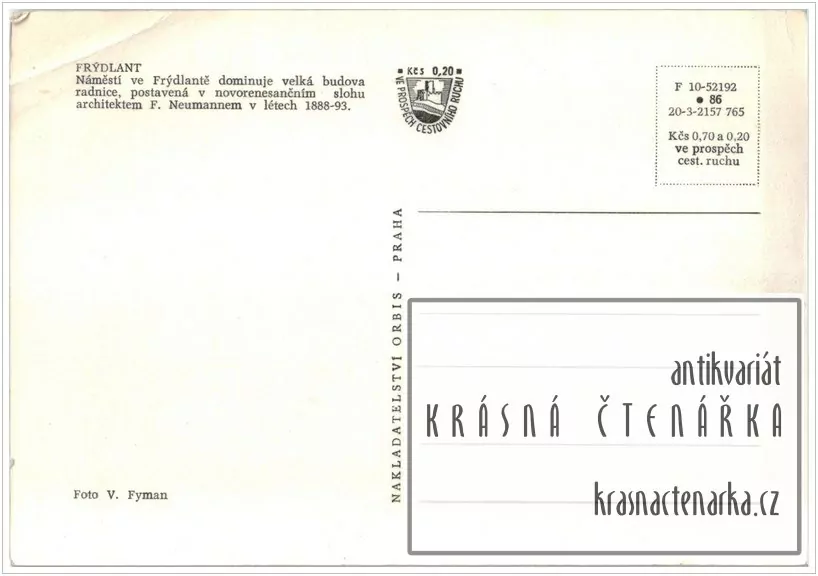 FRÝDLANT
Náměstí ve Frýdlantě dominuje velká budova
radnice, postavená v novorenesančním slohu
architektem F. Neumannem v létech 1888-93.
Kčs 0,20
VE PROSPĚCH CESTOVNÍHO RUCHU
F 10-52192
● 86
20-3-2157 765
Kčs 0,70 a 0,20
ve prospěch
cest. ruchu
NAKLADATELSTVÍ ORBIS — PRAHA
Foto V. Fyman
antikvariát
KRÁSNÁ ČTENÁŘKA
krasnactenarka.cz